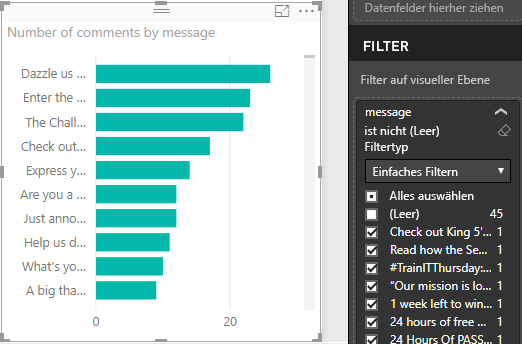 Number of comments by message
Dazzle us ...
Enter the ...
The Chall...
Check out...
Express y...
Are you a ...
Just anno...
Help us d...
What's yo...
A big tha...
0 20
Datenfelder hierher ziehen
FILTER
Filter auf visueller Ebene
message
ist nicht (Leer)
Filtertyp
Einfaches Filtern
Alles auswählen
(Leer) 45
Check out King 5'... 1
Read how the Se... 1
#TrainITThursday:... 1
"Our mission is lo... 1
1 week left to win... 1
24 hours of free ... 1
24 Hours Of PASS... 1